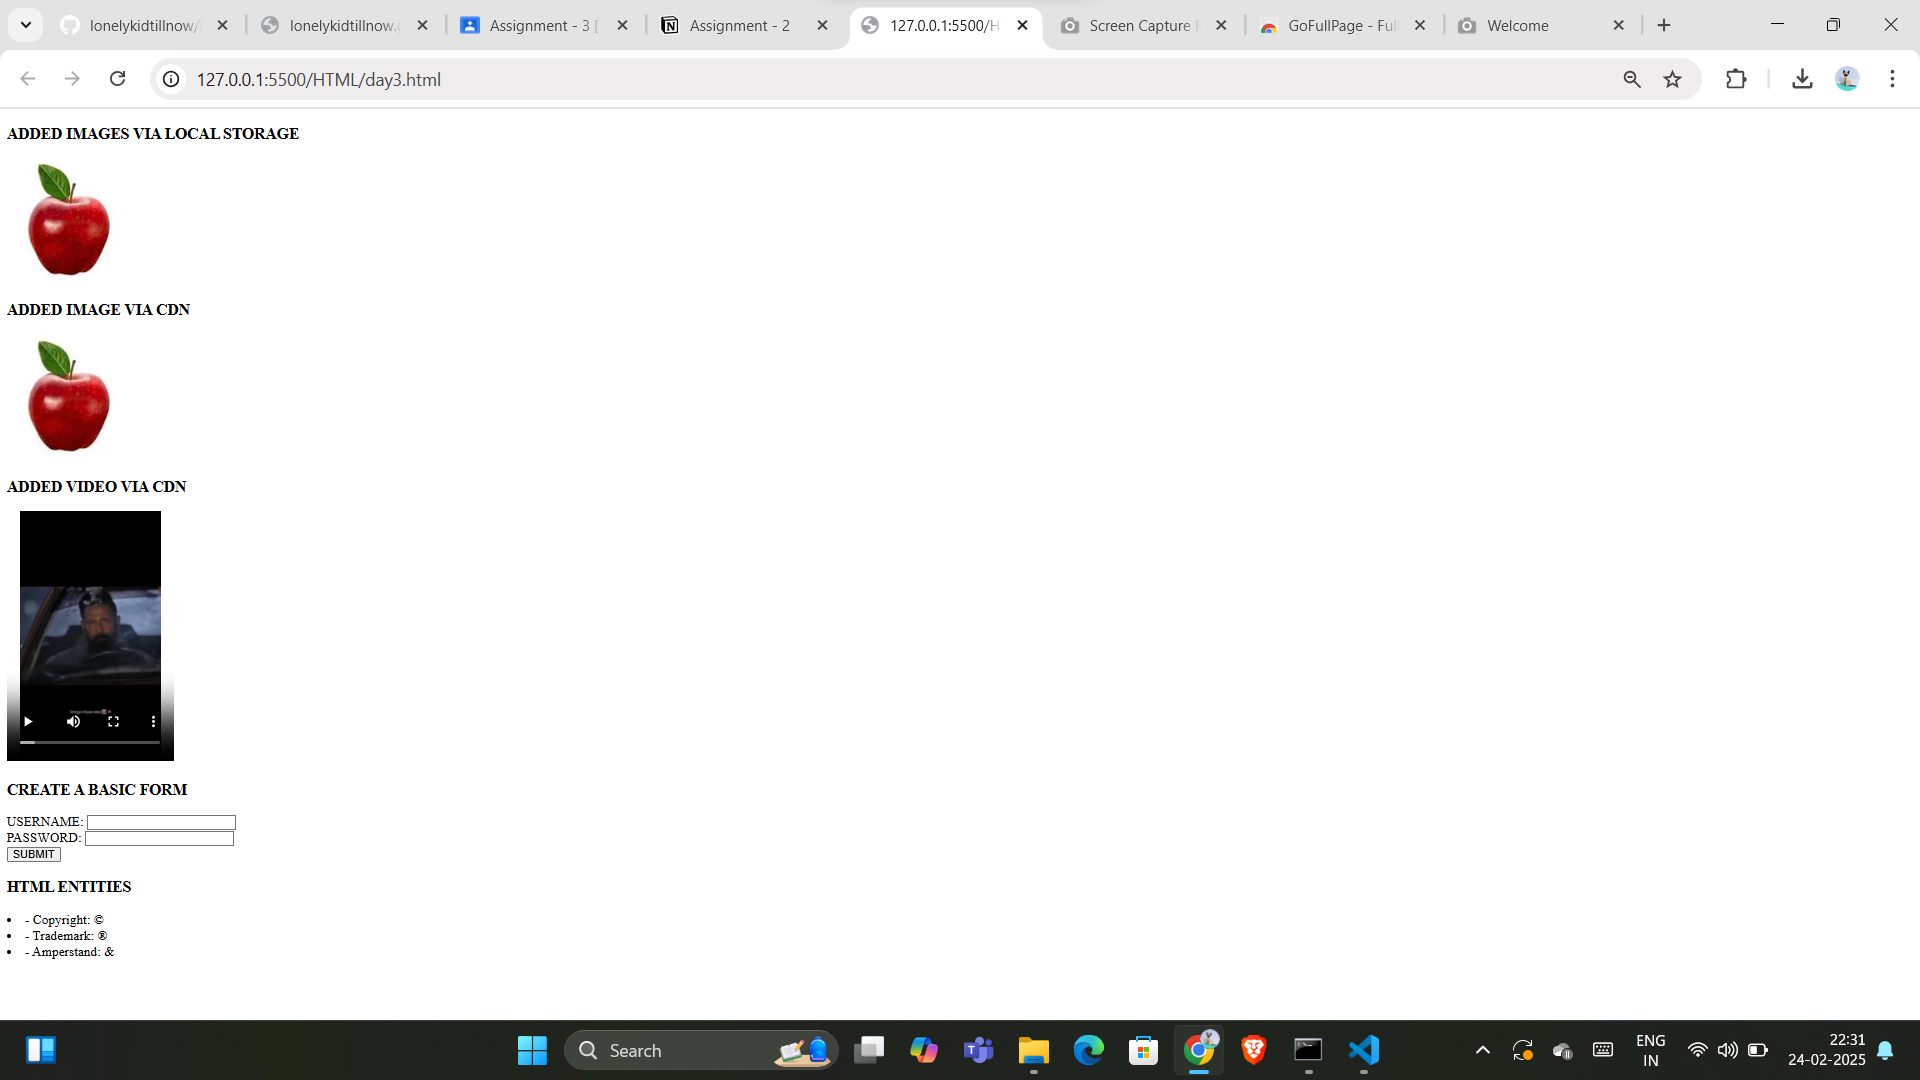 lonelykidtillnow/
lonelykidtillnow.g
Assignment - 3 [
Assignment - 2
127.0.0.1:5500/H
Screen Capture F
GoFullPage - Full
Welcome
127.0.0.1:5500/HTML/day3.html
ADDED IMAGES VIA LOCAL STORAGE
ADDED IMAGE VIA CDN
ADDED VIDEO VIA CDN
CREATE A BASIC FORM
USERNAME:
PASSWORD:
SUBMIT
HTML ENTITIES
- Copyright: ©
- Trademark: ®
- Amperstand: &
Search
ENG
IN
22:31
24-02-2025